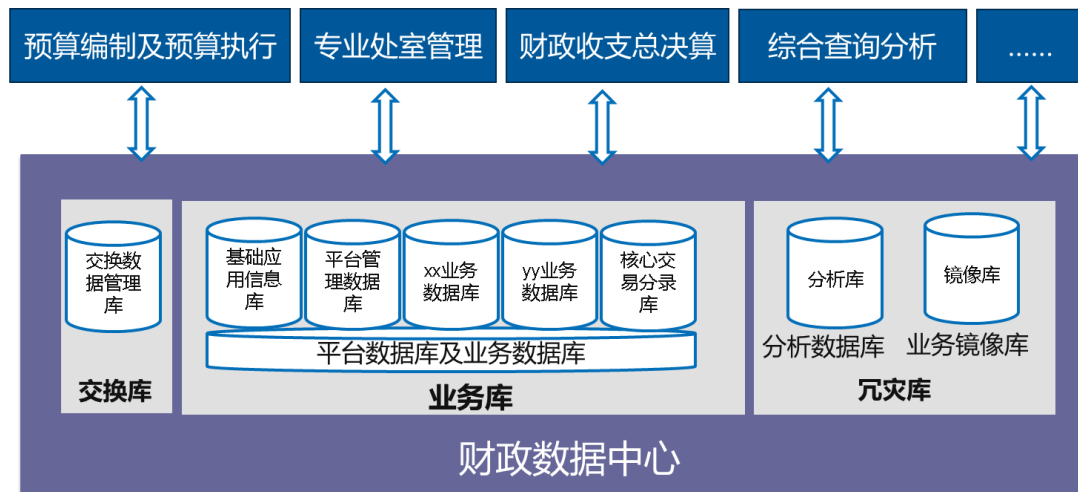 预算编制及预算执行
专业处室管理
财政收支总决算
综合查询分析
......
交换数
据管理
库
基础应
用信息
库
平台管
理数据
库
xx业务
数据库
yy业务
数据库
核心交
易分录
库
分析库
镜像库
平台数据库及业务数据库
分析数据库
业务镜像库
交换库
业务库
冗灾库
财政数据中心